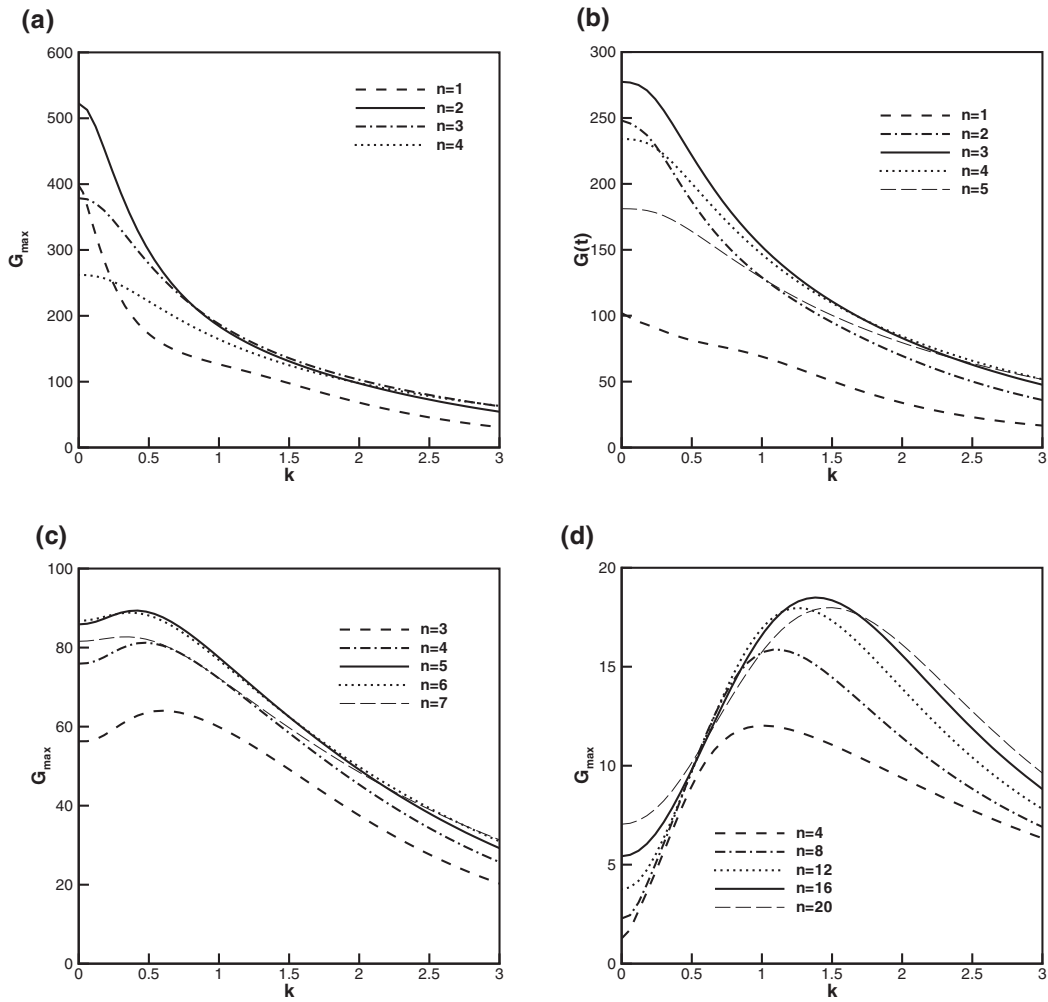 (a)
600
500
400
300
200
100
0
G_max
0 0.5 1 1.5 2 2.5 3
k
n=1
n=2
n=3
n=4
(b)
300
250
200
150
100
50
0
G(t)
0 0.5 1 1.5 2 2.5 3
k
n=1
n=2
n=3
n=4
n=5
(c)
100
80
60
40
20
0
G_max
0 0.5 1 1.5 2 2.5 3
k
n=3
n=4
n=5
n=6
n=7
(d)
20
15
10
5
0
G_max
0 0.5 1 1.5 2 2.5 3
k
n=4
n=8
n=12
n=16
n=20